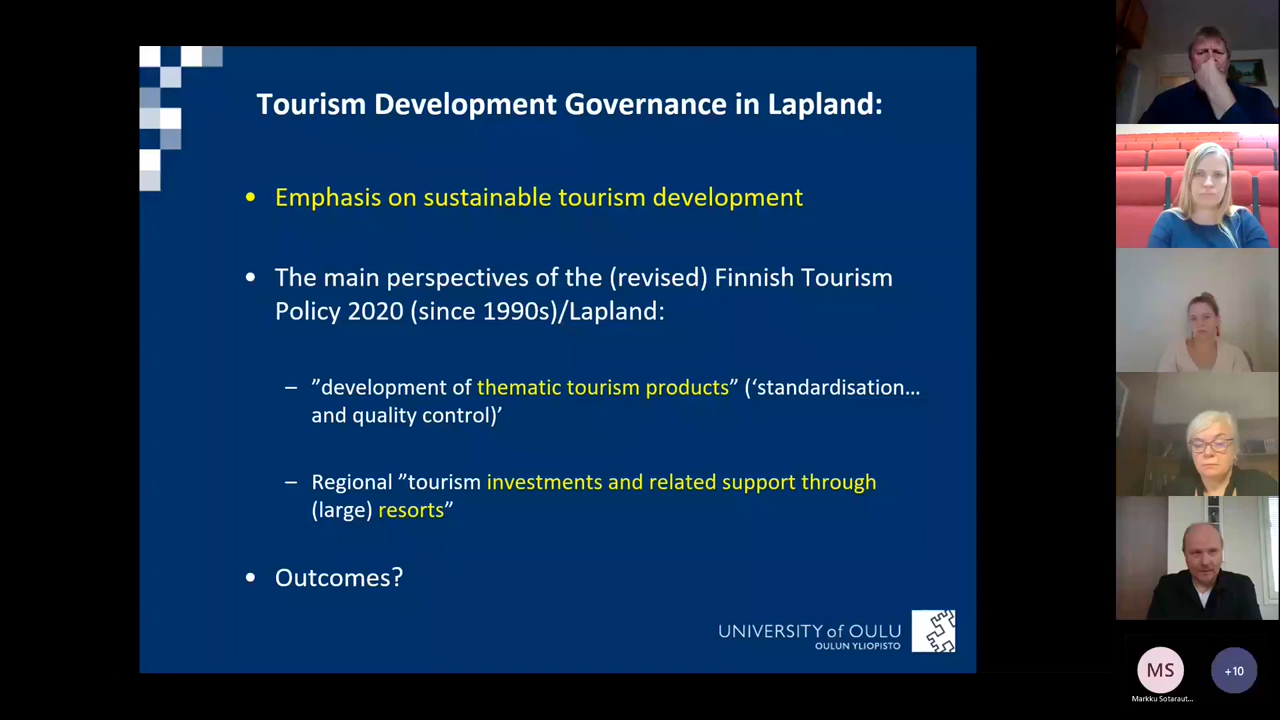 Tourism Development Governance in Lapland:
• Emphasis on sustainable tourism development
• The main perspectives of the (revised) Finnish Tourism
Policy 2020 (since 1990s)/Lapland:
– ”development of thematic tourism products” (‘standardisation…
and quality control)’
– Regional ”tourism investments and related support through
(large) resorts”
• Outcomes?
UNIVERSITY of OULU
OULUN YLIOPISTO
MS
+10
Markku Sotaraut...